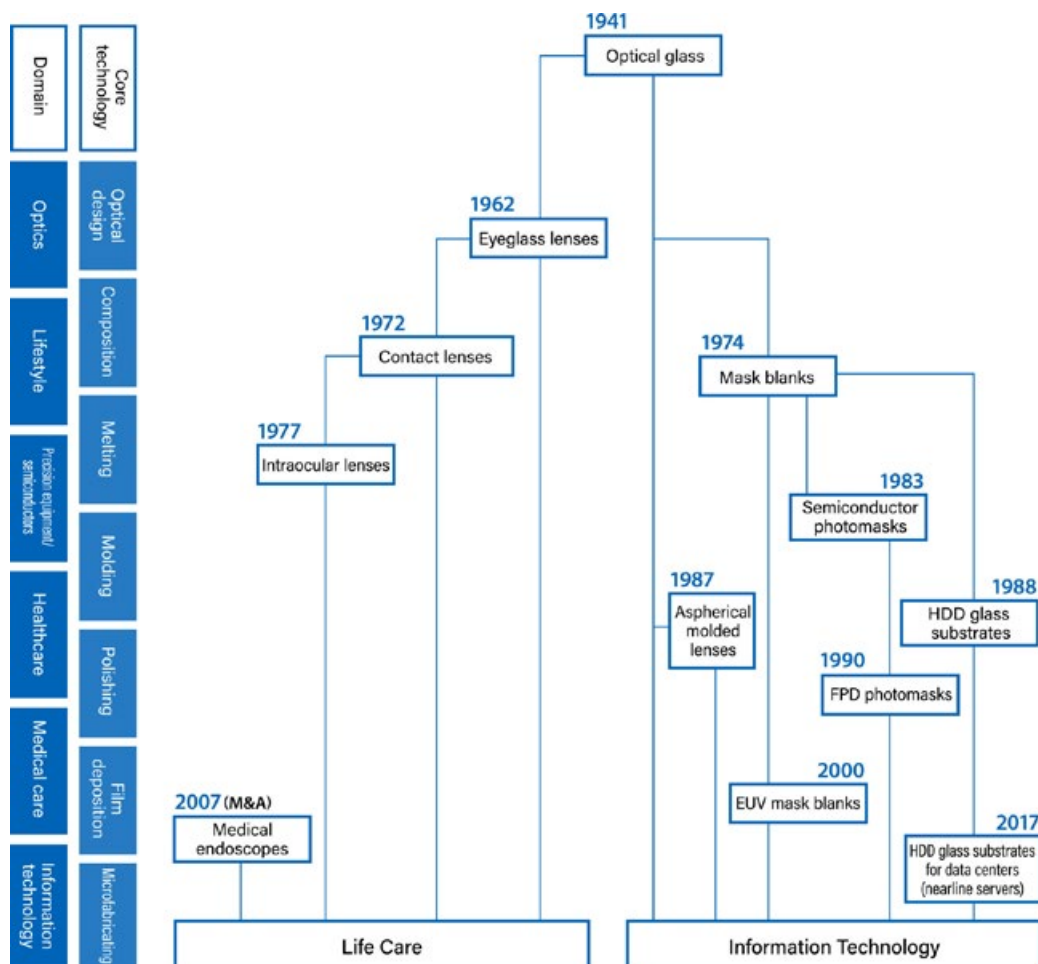 Domain
Optics
Lifestyle
Precision equipment/
semiconductors
Healthcare
Medical care
Information
technology
Core
technology
Optical
design
Composition
Melting
Molding
Polishing
Film
deposition
Microfabricating
1941
Optical glass
1962
Eyeglass lenses
1972
Contact lenses
1974
Mask blanks
1977
Intraocular lenses
1983
Semiconductor
photomasks
1987
Aspherical
molded
lenses
1988
HDD glass
substrates
1990
FPD photomasks
2000
EUV mask blanks
2007 (M&A)
Medical
endoscopes
2017
HDD glass substrates
for data centers
(nearline servers)
Life Care
Information Technology